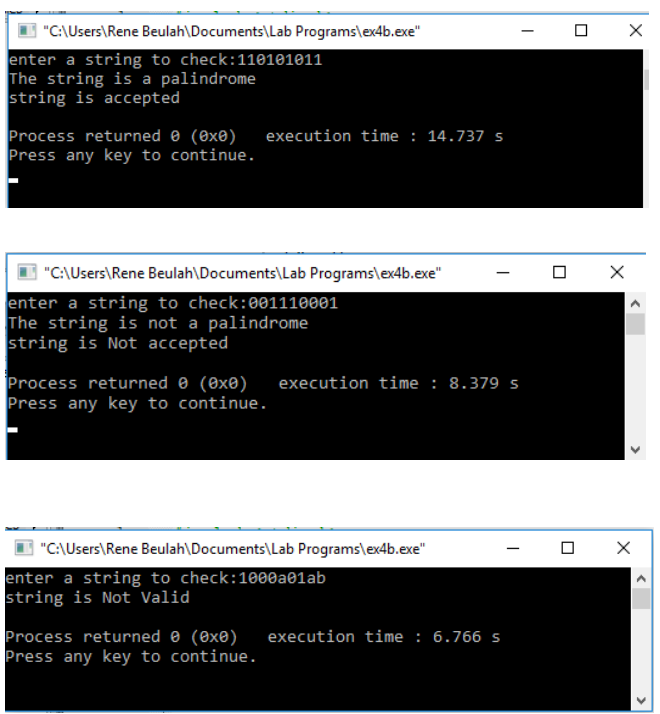 "C:\Users\Rene Beulah\Documents\Lab Programs\ex4b.exe"
enter a string to check:110101011
The string is a palindrome
string is accepted
Process returned 0 (0x0)   execution time : 14.737 s
Press any key to continue.
"C:\Users\Rene Beulah\Documents\Lab Programs\ex4b.exe"
enter a string to check:001110001
The string is not a palindrome
string is Not accepted
Process returned 0 (0x0)   execution time : 8.379 s
Press any key to continue.
"C:\Users\Rene Beulah\Documents\Lab Programs\ex4b.exe"
enter a string to check:1000a01ab
string is Not Valid
Process returned 0 (0x0)   execution time : 6.766 s
Press any key to continue.